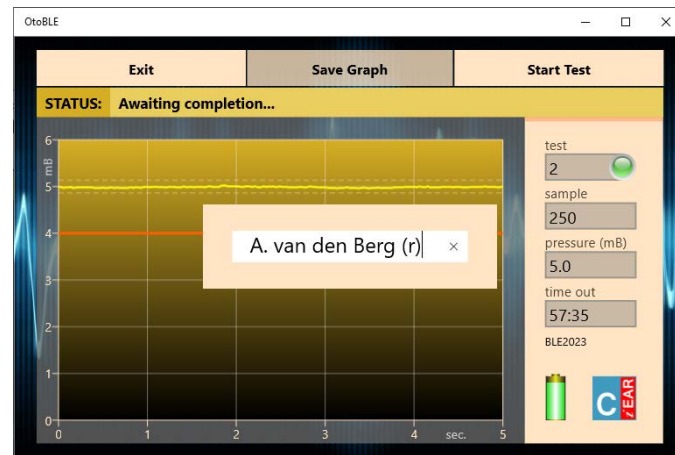 OtoBLE
Exit
Save Graph
Start Test
STATUS: Awaiting completion...
6
mB
5
4
3
2
1
0
0 1 2 3 4 sec. 5
A. van den Berg (r)
test
2
sample
250
pressure (mB)
5.0
time out
57:35
BLE2023
C iEAR